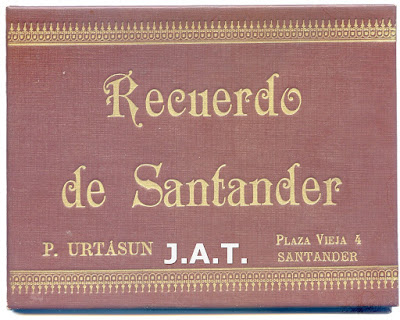 Recuerdo
de Santander
P. URTÁSUN J.A.T. PLAZA VIEJA 4
SANTANDER